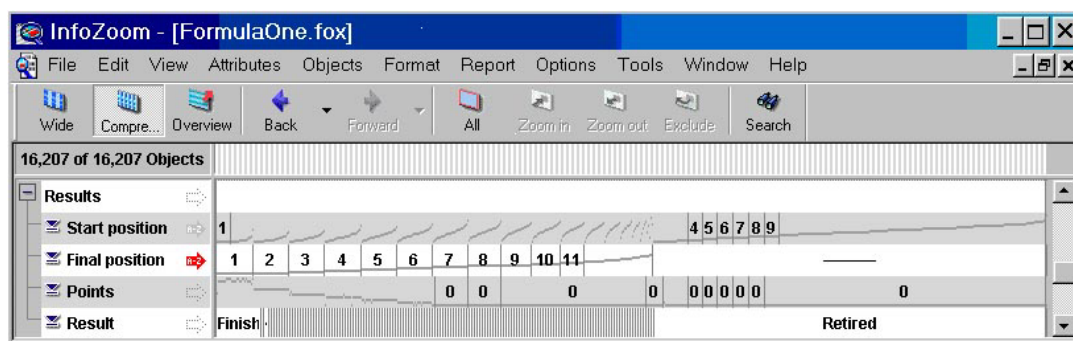 InfoZoom - [FormulaOne.fox]
File Edit View Attributes Objects Format Report Options Tools Window Help
Wide Compre... Overview Back Forward All Zoom in Zoom out Exclude Search
16,207 of 16,207 Objects
Results
Start position 1 4 5 6 7 8 9
Final position 1 2 3 4 5 6 7 8 9 10 11
Points 0 0 0 0 0 0 0 0 0 0
Result Finish Retired